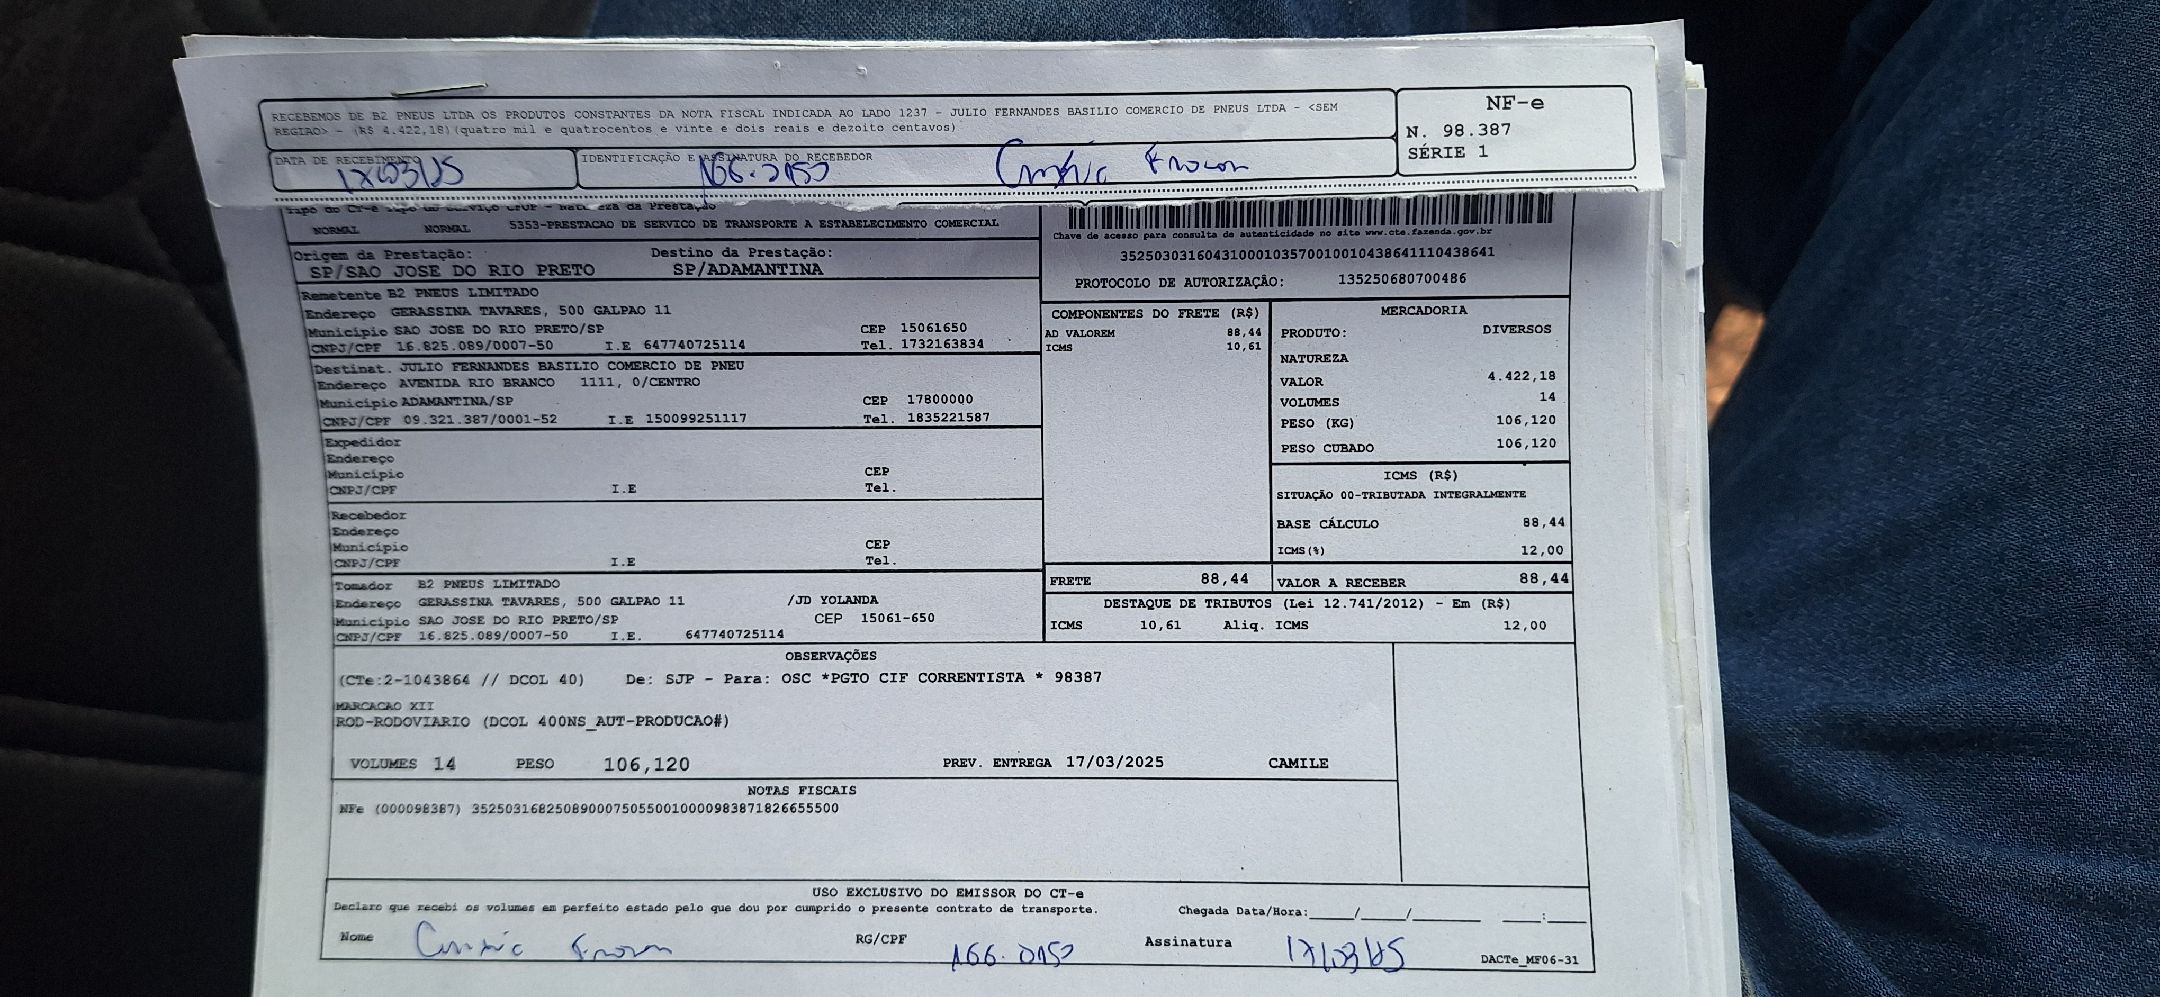 RECEBEMOS DE B2 PNEUS LTDA OS PRODUTOS CONSTANTES DA NOTA FISCAL INDICADA AO LADO 1237 - JULIO FERNANDES BASILIO COMERCIO DE PNEUS LTDA - <SEM
REGIAO> - (R$ 4.422,18) (quatro mil e quatrocentos e vinte e dois reais e dezoito centavos)
NF-e
N. 98.387
SÉRIE 1
DATA DE RECEBIMENTO
IDENTIFICAÇÃO E ASSINATURA DO RECEBEDOR
17/03/25
NORMAL NORMAL 5353-PRESTACAO DE SERVICO DE TRANSPORTE A ESTABELECIMENTO COMERCIAL
Origem da Prestação: Destino da Prestação:
SP/SAO JOSE DO RIO PRETO SP/ADAMANTINA
Remetente B2 PNEUS LIMITADO
Endereço GERASSINA TAVARES, 500 GALPAO 11
Município SAO JOSE DO RIO PRETO/SP CEP 15061650
CNPJ/CPF 16.825.089/0007-50 I.E 647740725114 Tel. 1732163834
Destinat. JULIO FERNANDES BASILIO COMERCIO DE PNEU
Endereço AVENIDA RIO BRANCO 1111, 0/CENTRO
Município ADAMANTINA/SP CEP 17800000
CNPJ/CPF 09.321.387/0001-52 I.E 150099251117 Tel. 1835221587
Expedidor
Endereço
Município CEP
CNPJ/CPF I.E Tel.
Recebedor
Endereço
Município CEP
CNPJ/CPF I.E Tel.
Tomador B2 PNEUS LIMITADO
Endereço GERASSINA TAVARES, 500 GALPAO 11 /JD YOLANDA
Município SAO JOSE DO RIO PRETO/SP CEP 15061-650
CNPJ/CPF 16.825.089/0007-50 I.E. 647740725114
Chave de acesso para consulta de autenticidade no site www.cte.fazenda.gov.br
35250303160431000103570010010438641110438641
PROTOCOLO DE AUTORIZAÇÃO: 135250680700486
COMPONENTES DO FRETE (R$)
AD VALOREM 88,44
ICMS 10,61
MERCADORIA
PRODUTO: DIVERSOS
NATUREZA
VALOR 4.422,18
VOLUMES 14
PESO (KG) 106,120
PESO CUBADO 106,120
ICMS (R$)
SITUAÇÃO 00-TRIBUTADA INTEGRALMENTE
BASE CÁLCULO 88,44
ICMS(%) 12,00
FRETE 88,44 VALOR A RECEBER 88,44
DESTAQUE DE TRIBUTOS (Lei 12.741/2012) - Em (R$)
ICMS 10,61 Aliq. ICMS 12,00
OBSERVAÇÕES
(CTe:2-1043864 // DCOL 40) De: SJP - Para: OSC *PGTO CIF CORRENTISTA * 98387
MARCACAO XII
ROD-RODOVIARIO (DCOL 400NS_AUT-PRODUCAO#)
VOLUMES 14 PESO 106,120 PREV. ENTREGA 17/03/2025 CAMILE
NOTAS FISCAIS
NFe (000098387) 35250316825089000750550010000983871826655500
USO EXCLUSIVO DO EMISSOR DO CT-e
Declaro que recebi os volumes em perfeito estado pelo que dou por cumprido o presente contrato de transporte. Chegada Data/Hora:____/____/______ ____:____
Nome RG/CPF Assinatura 17/03/25
DACTe_MF06-31